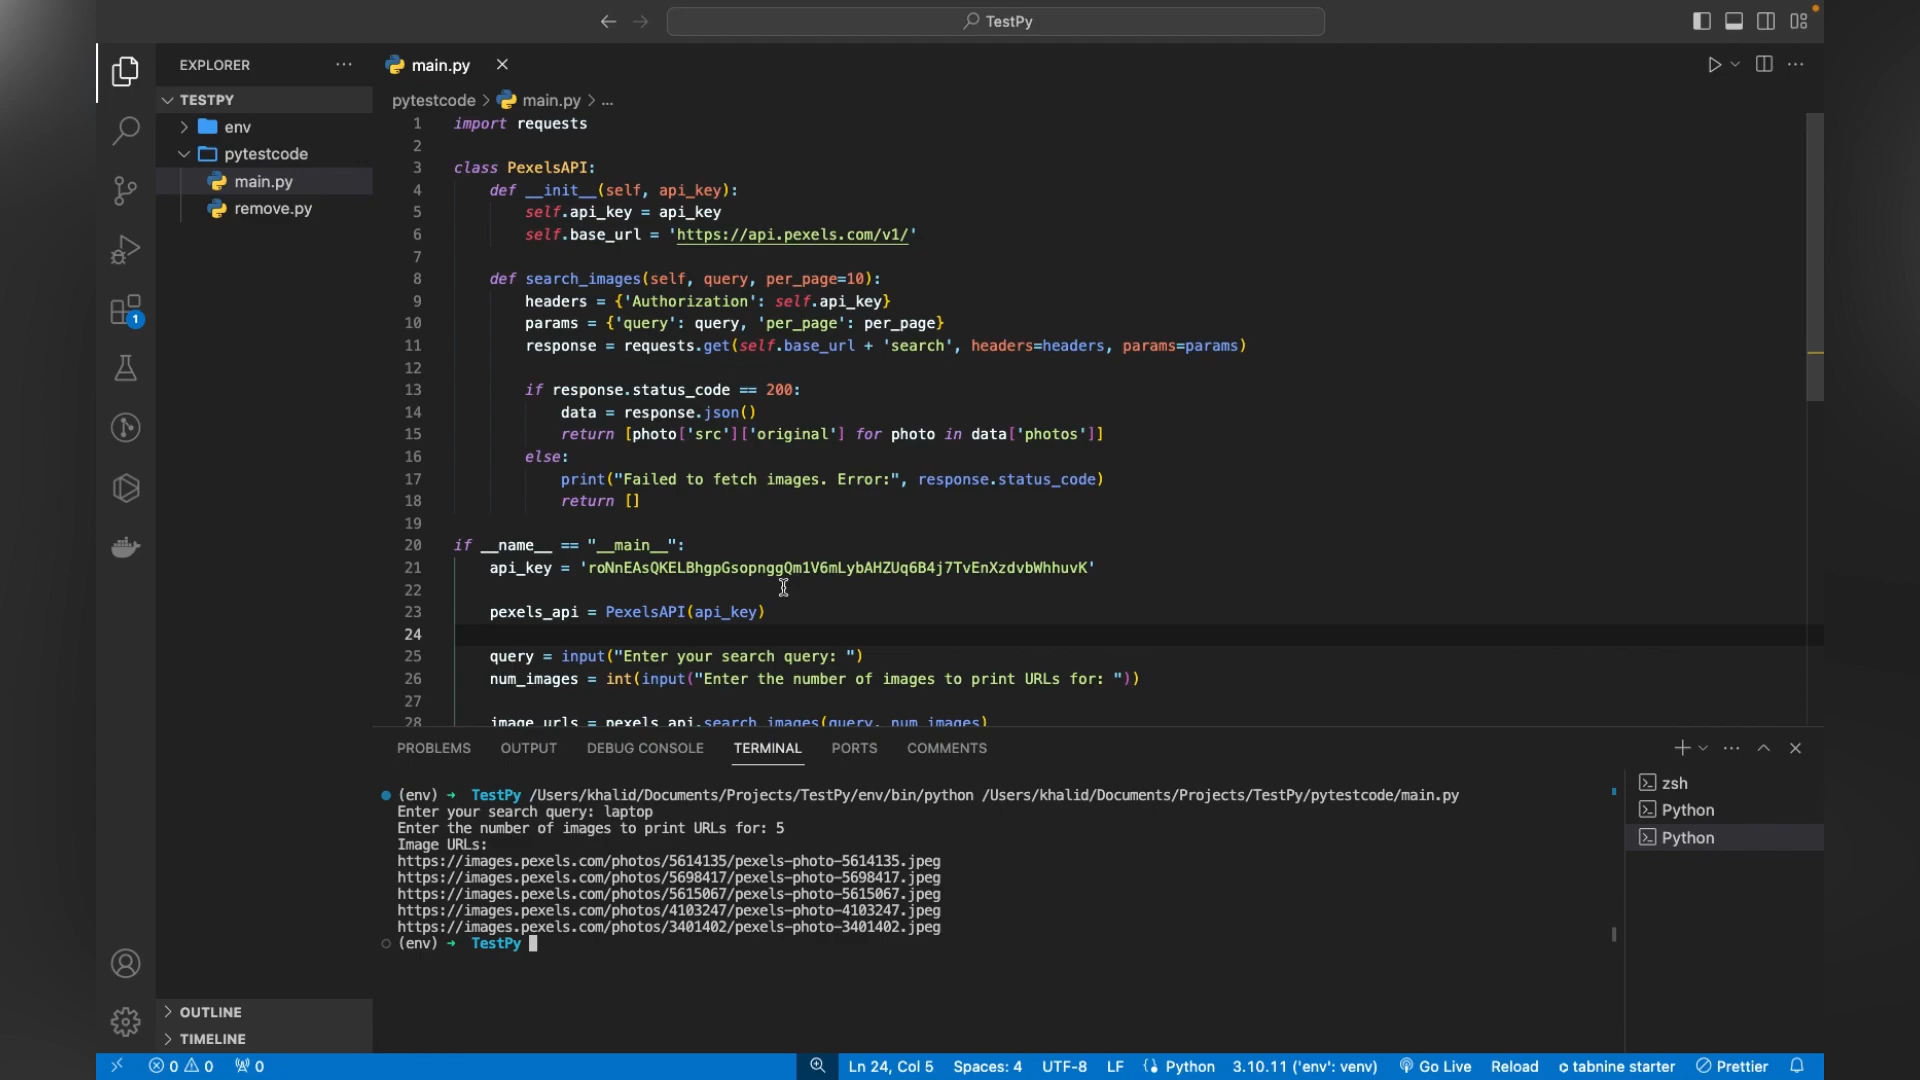 TestPy
EXPLORER
TESTPY
env
pytestcode
main.py
remove.py
OUTLINE
TIMELINE
1
main.py
pytestcode > main.py > ...
1 import requests
2
3 class PexelsAPI:
4 def __init__(self, api_key):
5 self.api_key = api_key
6 self.base_url = 'https://api.pexels.com/v1/'
7
8 def search_images(self, query, per_page=10):
9 headers = {'Authorization': self.api_key}
10 params = {'query': query, 'per_page': per_page}
11 response = requests.get(self.base_url + 'search', headers=headers, params=params)
12
13 if response.status_code == 200:
14 data = response.json()
15 return [photo['src']['original'] for photo in data['photos']]
16 else:
17 print("Failed to fetch images. Error:", response.status_code)
18 return []
19
20 if __name__ == "__main__":
21 api_key = 'roNnEAsQKELBhgpGsopnggQm1V6mLybAHZUq6B4j7TvEnXzdvbWhhuvK'
22
23 pexels_api = PexelsAPI(api_key)
24
25 query = input("Enter your search query: ")
26 num_images = int(input("Enter the number of images to print URLs for: "))
27
28 image_urls = pexels_api.search_images(query, num_images)
PROBLEMS OUTPUT DEBUG CONSOLE TERMINAL PORTS COMMENTS
(env) → TestPy /Users/khalid/Documents/Projects/TestPy/env/bin/python /Users/khalid/Documents/Projects/TestPy/pytestcode/main.py
Enter your search query: laptop
Enter the number of images to print URLs for: 5
Image URLs:
https://images.pexels.com/photos/5614135/pexels-photo-5614135.jpeg
https://images.pexels.com/photos/5698417/pexels-photo-5698417.jpeg
https://images.pexels.com/photos/5615067/pexels-photo-5615067.jpeg
https://images.pexels.com/photos/4103247/pexels-photo-4103247.jpeg
https://images.pexels.com/photos/3401402/pexels-photo-3401402.jpeg
(env) → TestPy
zsh
Python
Python
0 0 0 Ln 24, Col 5 Spaces: 4 UTF-8 LF Python 3.10.11 ('env': venv) Go Live Reload tabnine starter Prettier